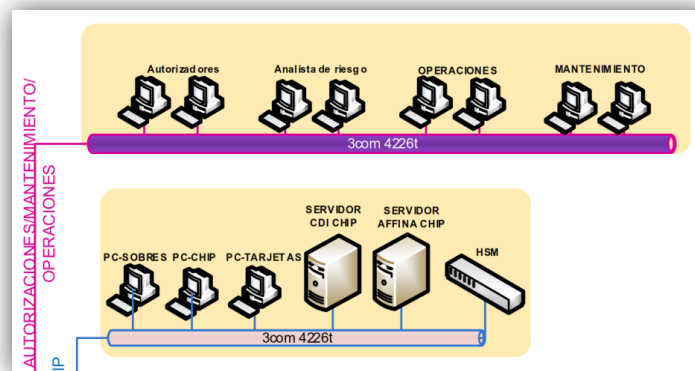 Autorizadores
Analista de riesgo
OPERACIONES
MANTENIMIENTO
3com 4226t
AUTORIZACIONES/MANTENIMIENTO/
OPERACIONES
SERVIDOR
CDI CHIP
SERVIDOR
AFFINA CHIP
HSM
PC-SOBRES
PC-CHIP
PC-TARJETAS
3com 4226t
IP